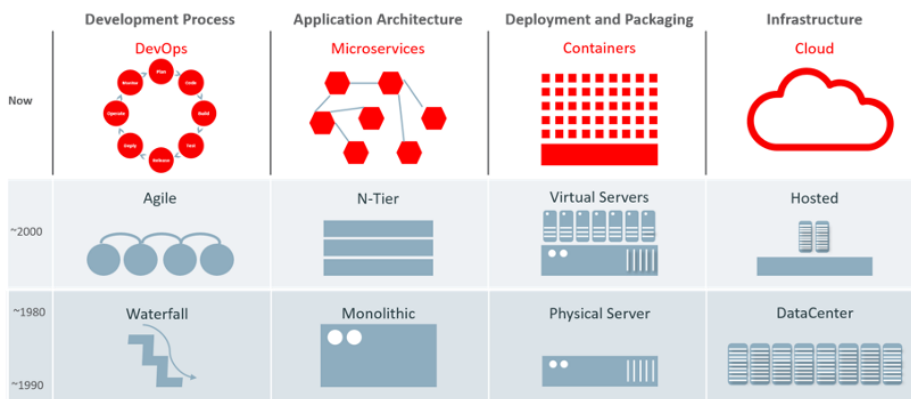 Development Process
Application Architecture
Deployment and Packaging
Infrastructure
Now
DevOps
Plan
Code
Build
Test
Release
Deploy
Operate
Monitor
Microservices
Containers
Cloud
~2000
Agile
N-Tier
Virtual Servers
Hosted
~1980
Waterfall
Monolithic
Physical Server
DataCenter
~1990